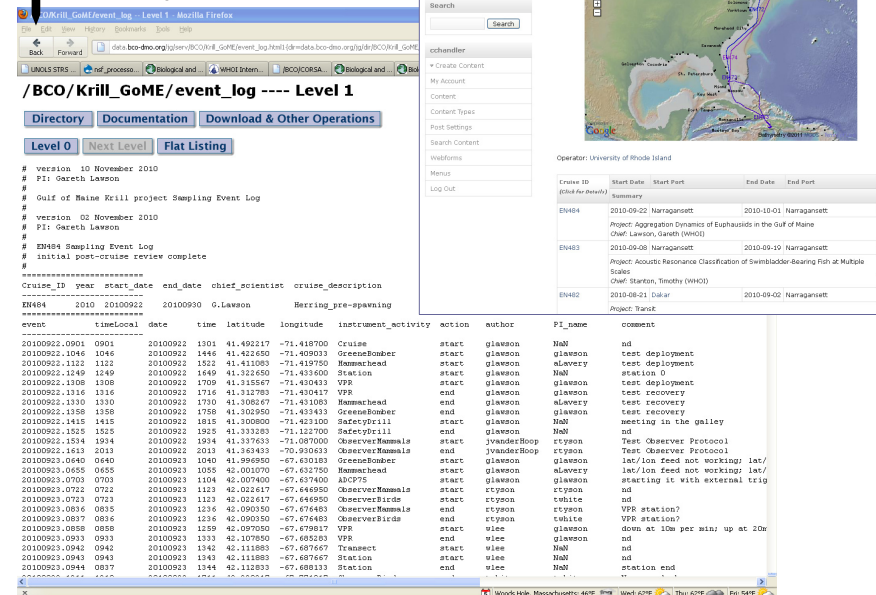 CO/Krill_GoME/event_log -- Level 1 - Mozilla Firefox
File Edit View History Bookmarks Tools Help
Back Forward
data.bco-dmo.org/jg/serv/BCO/Krill_GoME/event_log.html1{dir=data.bco-dmo.org/jg/dir/BCO/Krill_GoME
UNOLS STRS ... nsf_processo... Biological and ... WHOI Intern... /BCO/CORSA... Biological and ...
/BCO/Krill_GoME/event_log ---- Level 1
Directory Documentation Download & Other Operations
Level 0 Next Level Flat Listing
# version 10 November 2010
# PI: Gareth Lawson
#
# Gulf of Maine Krill project Sampling Event Log
#
# version 02 November 2010
# PI: Gareth Lawson
#
# EN484 Sampling Event Log
# initial post-cruise review complete
#
=========================
Cruise_ID year start_date end_date chief_scientist cruise_description
-------------------------
EN484 2010 20100922 20100930 G.Lawson Herring_pre-spawning
=========================
event timeLocal date time latitude longitude instrument_activity action author PI_name comment
-------------------------
20100922.0901 0901 20100922 1301 41.492217 -71.418700 Cruise start glawson NaN nd
20100922.1046 1046 20100922 1446 41.422650 -71.409033 GreeneBomber start glawson glawson test deployment
20100922.1122 1122 20100922 1522 41.411083 -71.419750 Hammarhead start glawson aLavery test deployment
20100922.1249 1249 20100922 1649 41.322650 -71.433600 Station start glawson NaN station 0
20100922.1308 1308 20100922 1709 41.315567 -71.430433 VPR start glawson glawson test deployment
20100922.1316 1316 20100922 1716 41.312783 -71.430417 VPR end glawson glawson test recovery
20100922.1330 1330 20100922 1730 41.308267 -71.431083 Hammarhead end glawson aLavery test recovery
20100922.1358 1358 20100922 1758 41.302950 -71.433433 GreeneBomber end glawson glawson test recovery
20100922.1415 1415 20100922 1815 41.300800 -71.423100 SafetyDrill start glawson NaN meeting in the galley
20100922.1525 1525 20100922 1925 41.333283 -71.122700 SafetyDrill end glawson NaN nd
20100922.1534 1934 20100922 1934 41.337633 -71.087000 ObserverMammals start jvanderHoop rtyson Test Observer Protocol
20100922.1613 2013 20100922 2013 41.363433 -70.930633 ObserverMammals end jvanderHoop rtyson Test Observer Protocol
20100923.0640 0640 20100923 1040 41.996950 -67.630183 GreeneBomber start glawson glawson lat/lon feed not working; lat/
20100923.0655 0655 20100923 1055 42.001070 -67.632750 Hammarhead start glawson aLavery lat/lon feed not working; lat/
20100923.0703 0703 20100923 1104 42.007400 -67.637400 ADCP75 start glawson glawson starting it with external trig
20100923.0722 0722 20100923 1123 42.022617 -67.646950 ObserverMammals start rtyson rtyson nd
20100923.0723 0723 20100923 1123 42.022617 -67.646950 ObserverBirds start rtyson twhite nd
20100923.0836 0835 20100923 1236 42.090350 -67.676483 ObserverMammals end rtyson rtyson VPR station?
20100923.0837 0836 20100923 1236 42.090350 -67.676483 ObserverBirds end rtyson twhite VPR station?
20100923.0858 0858 20100923 1259 42.097050 -67.679817 VPR start wlee glawson down at 10m per min; up at 20m
20100923.0933 0933 20100923 1333 42.107850 -67.685283 VPR end wlee glawson nd
20100923.0942 0942 20100923 1342 42.111883 -67.687667 Transect start wlee NaN nd
20100923.0943 0943 20100923 1343 42.111883 -67.687667 Station start wlee NaN nd
20100923.0944 0837 20100923 1344 42.112833 -67.688133 Station end wlee NaN station end
Woods Hole, Massachusetts: 46°F Wed: 62°F Thu: 62°F Fri: 54°F
Search
Search
cchandler
Create Content
My Account
Content
Content Types
Post Settings
Search Content
Webforms
Menus
Log Out
Morehead City
Savannah
Galveston
St. Petersburg
Key West
Miami
Google
Bathymetry ©2011
Operator: University of Rhode Island
Cruise ID Start Date Start Port End Date End Port
(Click for Details) Summary
EN484 2010-09-22 Narragansett 2010-10-01 Narragansett
Project: Aggregation Dynamics of Euphausiids in the Gulf of Maine
Chief: Lawson, Gareth (WHOI)
EN483 2010-09-08 Narragansett 2010-09-19 Narragansett
Project: Acoustic Resonance Classification of Swimbladder-Bearing Fish at Multiple
Scales
Chief: Stanton, Timothy (WHOI)
EN482 2010-08-21 Dakar 2010-09-02 Narragansett
Project: Transit